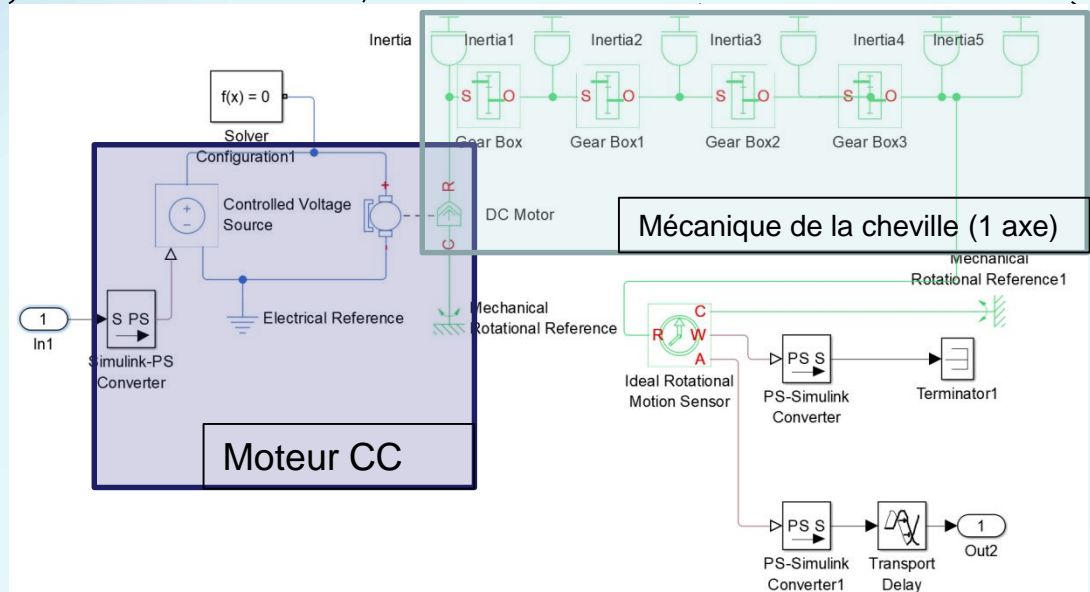 Inertia
Inertia1
Inertia2
Inertia3
Inertia4
Inertia5
f(x) = 0
Solver
Configuration1
S
O
Gear Box
S
O
Gear Box1
S
O
Gear Box2
S
O
Gear Box3
Controlled Voltage
Source
+
-
R
C
DC Motor
Mécanique de la cheville (1 axe)
Mechanical
Rotational Reference1
1
In1
S PS
Simulink-PS
Converter
Electrical Reference
Mechanical
Rotational Reference
Moteur CC
R
C
W
A
Ideal Rotational
Motion Sensor
PS S
PS-Simulink
Converter
Terminator1
PS S
PS-Simulink
Converter1
Transport
Delay
1
Out2